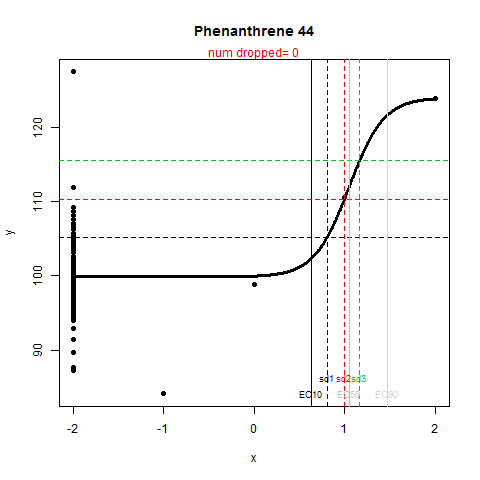 Phenanthrene 44
num dropped= 0
120
110
100
90
y
sd1 sd2 sd3
EC10 EC50 EC90
-2 -1 0 1 2
x